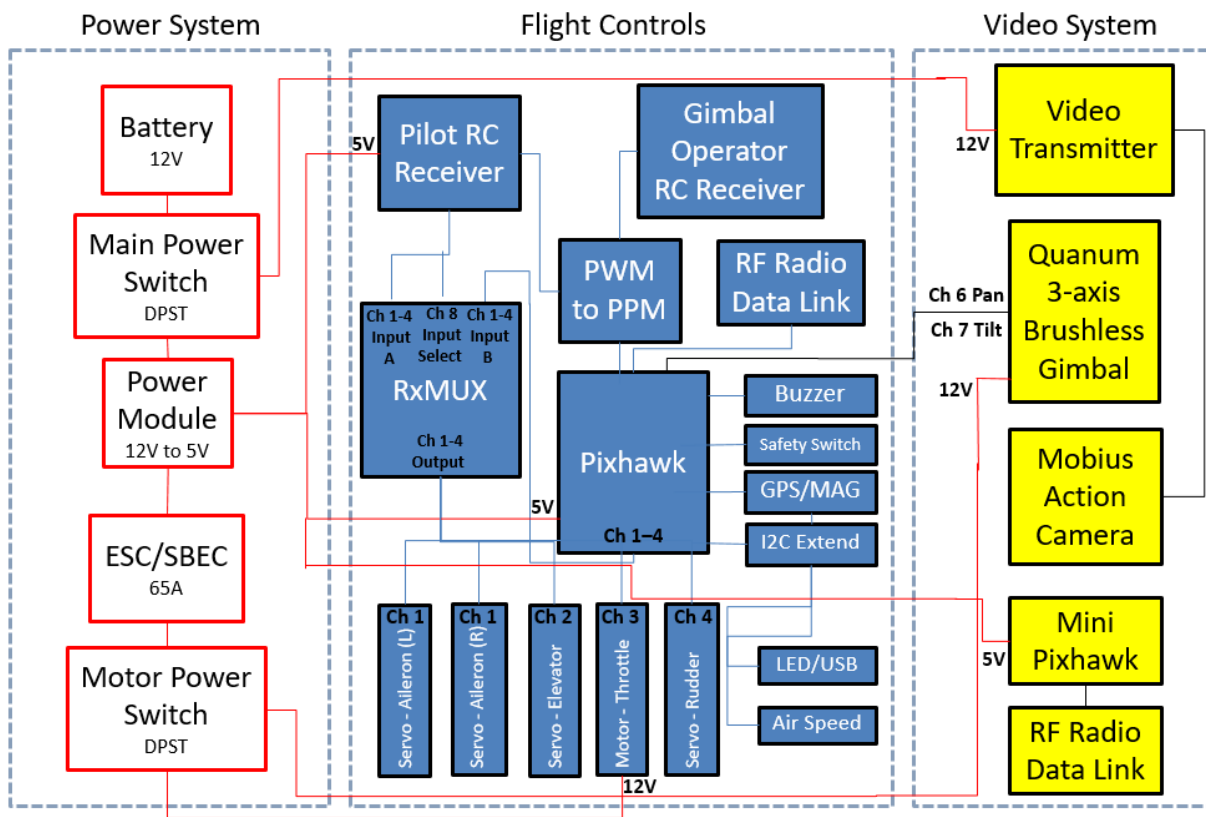 Power System
Flight Controls
Video System
Battery
12V
Main Power
Switch
DPST
Power
Module
12V to 5V
ESC/SBEC
65A
Motor Power
Switch
DPST
5V
Pilot RC
Receiver
Gimbal
Operator
RC Receiver
PWM
to PPM
RF Radio
Data Link
Ch 1-4
Input
A
Ch 8
Input
Select
Ch 1-4
Input
B
RxMUX
Ch 1-4
Output
Pixhawk
5V
Ch 1–4
Buzzer
Safety Switch
GPS/MAG
I2C Extend
Ch 1
Servo - Aileron (L)
Ch 1
Servo - Aileron (R)
Ch 2
Servo - Elevator
Ch 3
Motor - Throttle
Ch 4
Servo - Rudder
12V
LED/USB
Air Speed
12V
Video
Transmitter
Ch 6 Pan
Ch 7 Tilt
Quanum
3-axis
Brushless
Gimbal
12V
Mobius
Action
Camera
Mini
Pixhawk
5V
RF Radio
Data Link